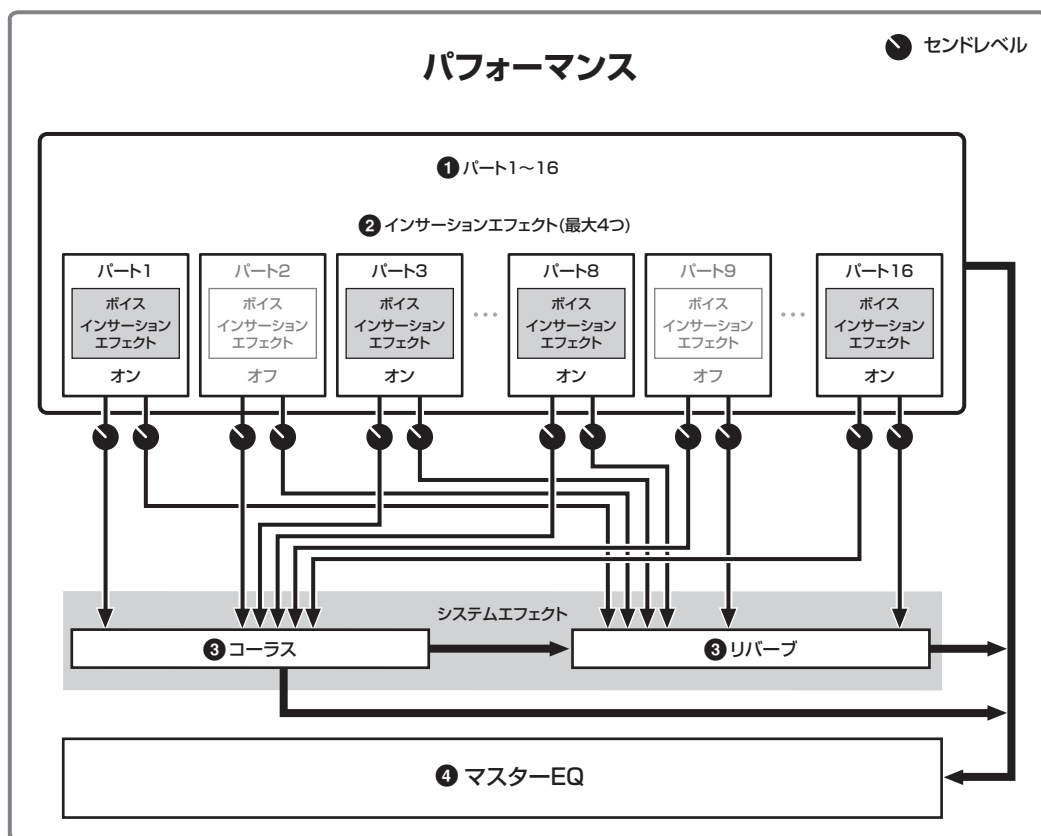 センドレベル
パフォーマンス
❶ パート1～16
❷ インサーションエフェクト(最大4つ)
パート1
ボイス
インサーション
エフェクト
オン
パート2
ボイス
インサーション
エフェクト
オフ
パート3
ボイス
インサーション
エフェクト
オン
…
パート8
ボイス
インサーション
エフェクト
オン
パート9
ボイス
インサーション
エフェクト
オフ
…
パート16
ボイス
インサーション
エフェクト
オン
システムエフェクト
❸ コーラス
❸ リバーブ
❹ マスターEQ